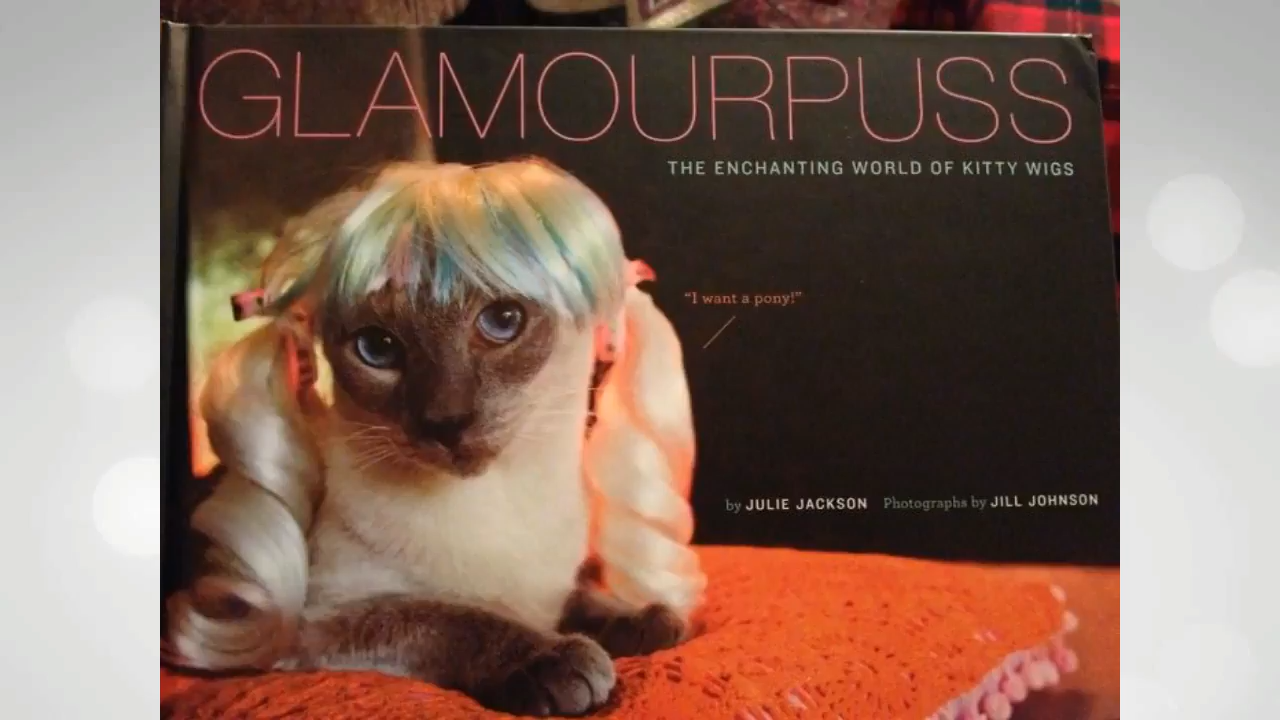 GLAMOURPUSS
THE ENCHANTING WORLD OF KITTY WIGS
"I want a pony!"
by JULIE JACKSON Photographs by JILL JOHNSON